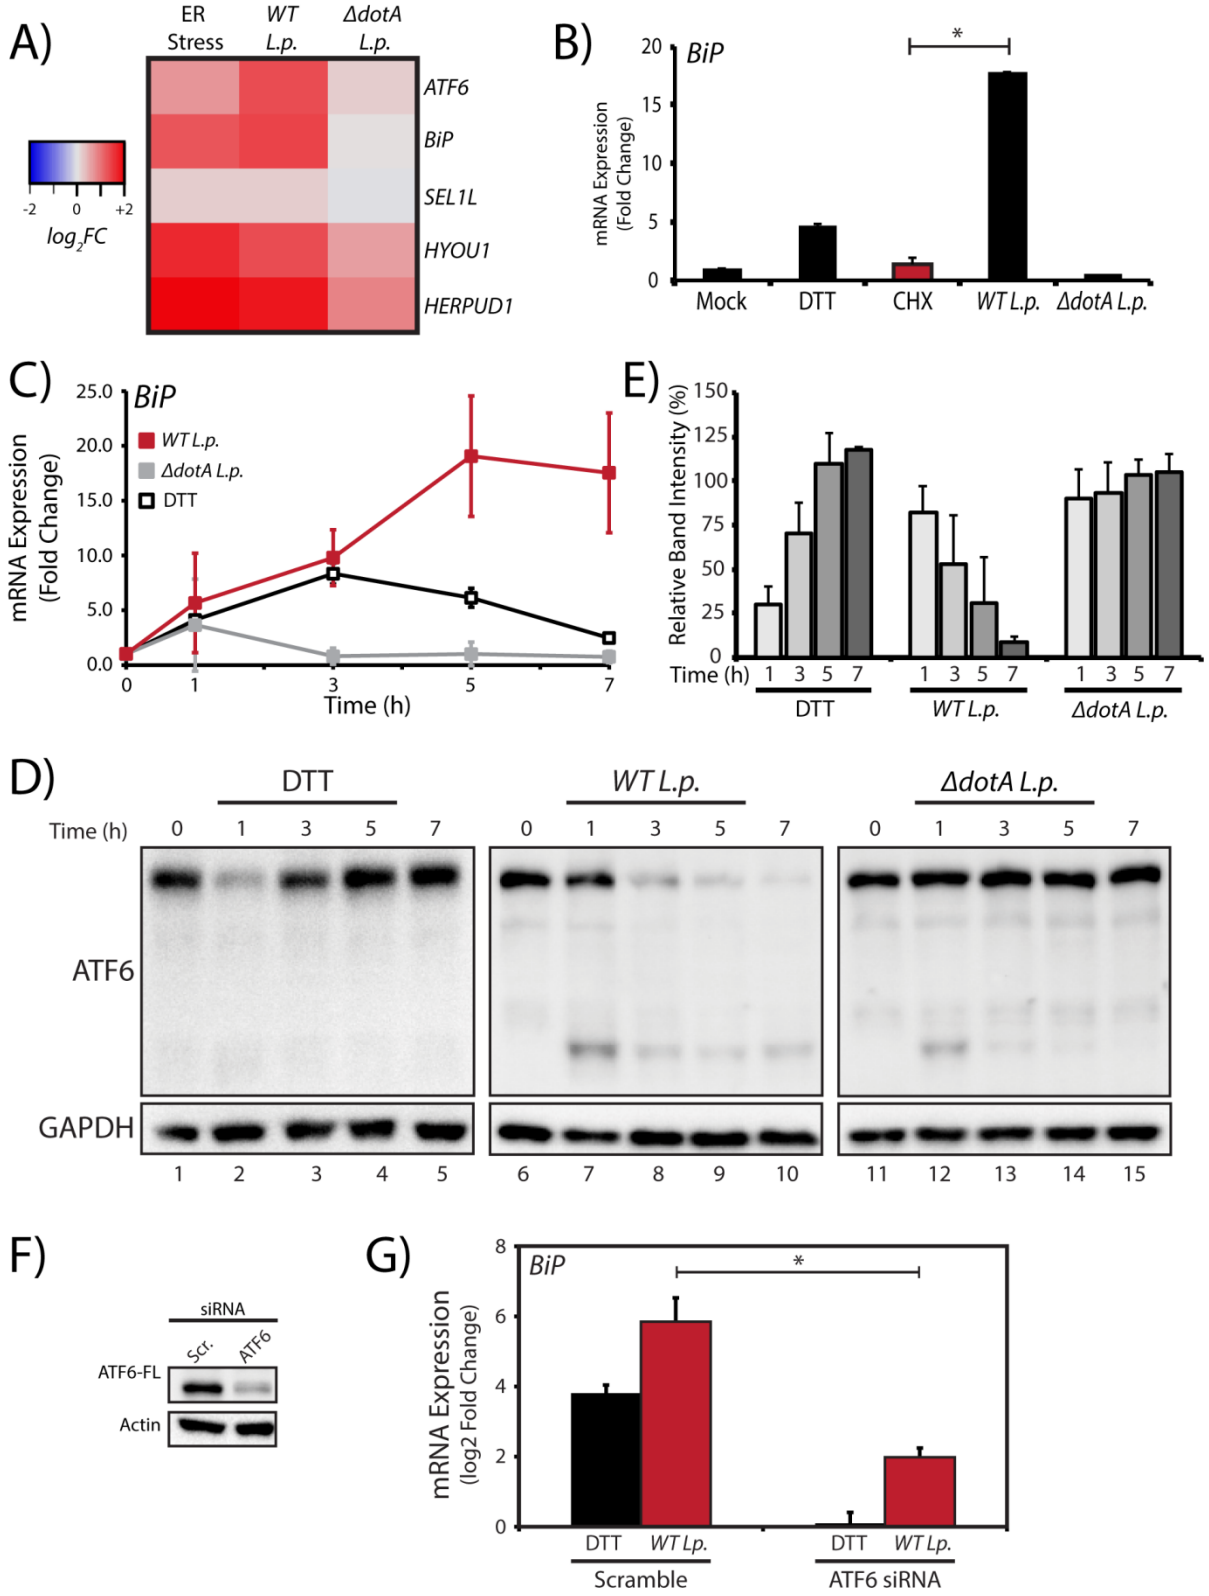 A)
ER Stress
WT L.p.
ΔdotA L.p.
ATF6
BiP
SEL1L
HYOU1
HERPUD1
-2 0 +2
log2FC
B)
BiP
mRNA Expression
(Fold Change)
20
15
10
5
0
Mock DTT CHX WT L.p. ΔdotA L.p.
*
C)
BiP
mRNA Expression
(Fold Change)
25.0
20.0
15.0
10.0
5.0
0.0
WT L.p.
ΔdotA L.p.
DTT
0 1 3 5 7
Time (h)
E)
Relative Band Intensity (%)
150
125
100
75
50
25
0
Time (h) 1 3 5 7 1 3 5 7 1 3 5 7
DTT WT L.p. ΔdotA L.p.
D)
DTT WT L.p. ΔdotA L.p.
Time (h) 0 1 3 5 7 0 1 3 5 7 0 1 3 5 7
ATF6
GAPDH
1 2 3 4 5 6 7 8 9 10 11 12 13 14 15
F)
siRNA
Scr. ATF6
ATF6-FL
Actin
G)
BiP
*
mRNA Expression
(log2 Fold Change)
8
6
4
2
0
DTT WT Lp. DTT WT Lp.
Scramble ATF6 siRNA